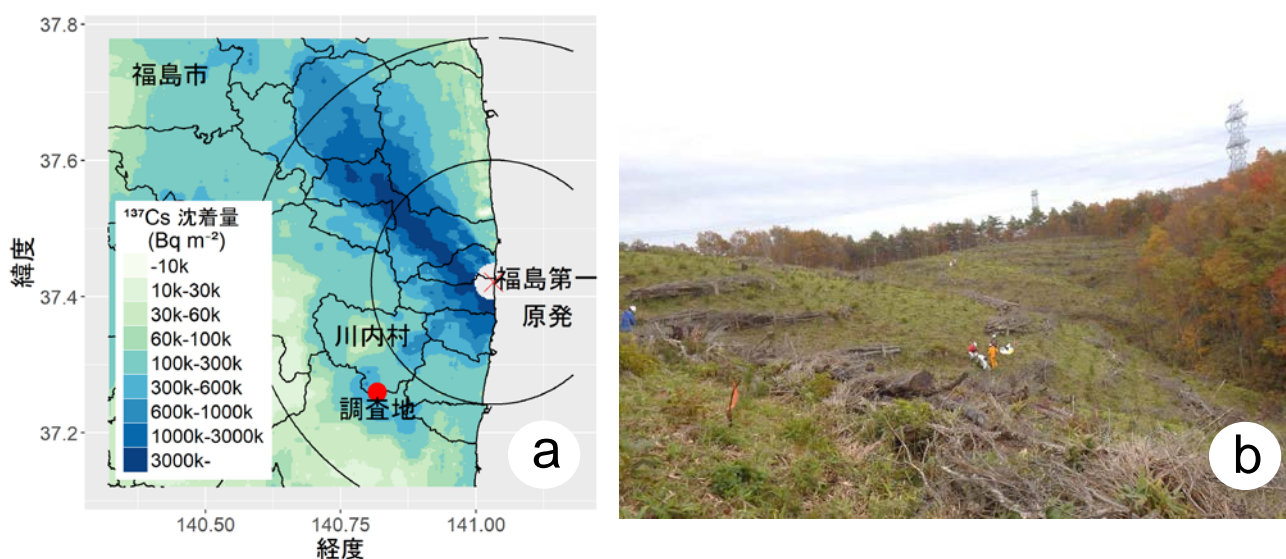 37.8
37.6
37.4
37.2
緯度
福島市
¹³⁷Cs 沈着量
(Bq m⁻²)
-10k
10k-30k
30k-60k
60k-100k
100k-300k
300k-600k
600k-1000k
1000k-3000k
3000k-
福島第一
原発
川内村
調査地
a
140.50
140.75
141.00
経度
b